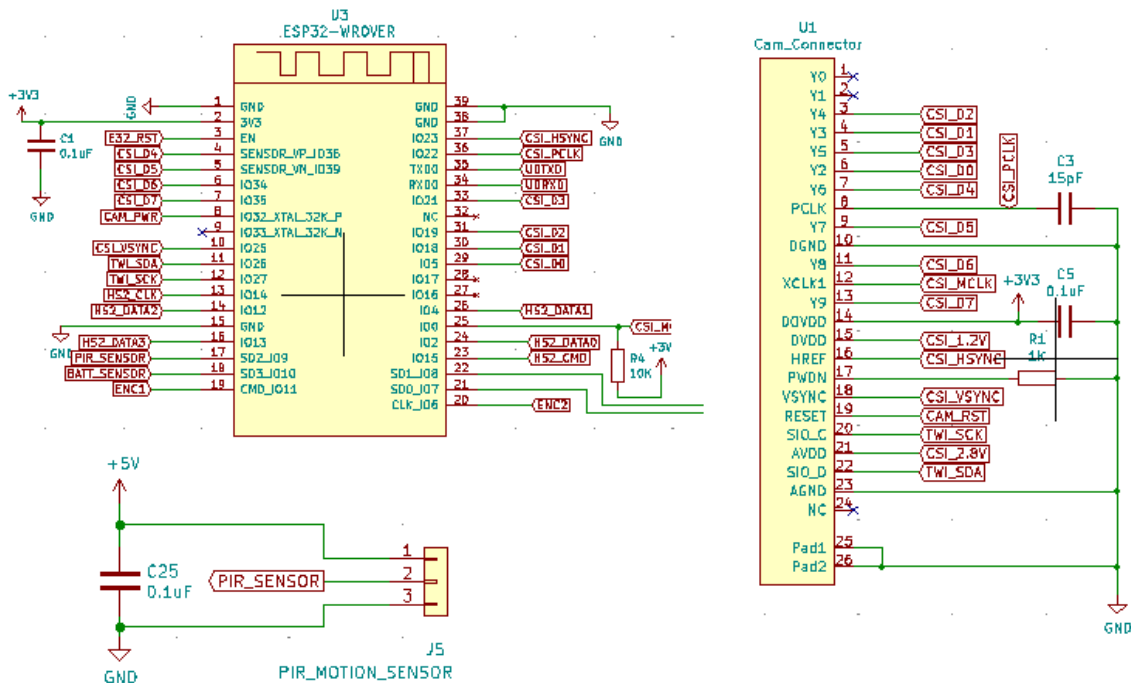 U3
ESP32-WROVER
+3V3
GND
C1
0.1uF
GND
1 GND
2 3V3
E32_RST 3 EN
CSI_D4 4 SENSOR_VP_IO36
CSI_D5 5 SENSOR_VN_IO39
CSI_D6 6 IO34
CSI_D7 7 IO35
CAM_PWR 8 IO32_XTAL_32K_P
9 IO33_XTAL_32K_N
CSI_VSYNC 10 IO25
TWI_SDA 11 IO26
TWI_SCK 12 IO27
HS2_CLK 13 IO14
HS2_DATA2 14 IO12
GND 15 GND
HS2_DATA3 16 IO13
PIR_SENSOR 17 SD2_IO9
BATT_SENSOR 18 SD3_IO10
ENC1 19 CMD_IO11
GND 39
GND 38
GND
IO23 37 CSI_HSYNC
IO22 36 CSI_PCLK
TXD0 35 U0TXD
RXD0 34 U0RXD
IO21 33 CSI_D3
NC 32
IO19 31 CSI_D2
IO18 30 CSI_D1
IO5 29 CSI_D0
IO17 28
IO16 27
IO4 26 HS2_DATA1
IO0 25 CSI_M
IO2 24 HS2_DATA0
IO15 23 HS2_CMD
SD1_IO8 22
SD0_IO7 21
CLK_IO6 20 ENC2
R4
10K
+3V
U1
Cam_Connector
Y0 1
Y1 2
Y4 3 CSI_D2
Y3 4 CSI_D1
Y5 5 CSI_D3
Y2 6 CSI_D0
Y6 7 CSI_D4
PCLK 8
CSI_PCLK
C3
15pF
Y7 9 CSI_D5
DGND 10
Y8 11 CSI_D6
XCLK1 12 CSI_MCLK
Y9 13 CSI_D7
DOVDD 14
+3V3
C5
0.1uF
DVDD 15 CSI_1.2V
HREF 16 CSI_HSYNC
PWDN 17
R1
1K
VSYNC 18 CSI_VSYNC
RESET 19 CAM_RST
SIO_C 20 TWI_SCK
AVDD 21 CSI_2.8V
SIO_D 22 TWI_SDA
AGND 23
NC 24
Pad1 25
Pad2 26
GND
+5V
C25
0.1uF
GND
PIR_SENSOR
1
2
3
J5
PIR_MOTION_SENSOR